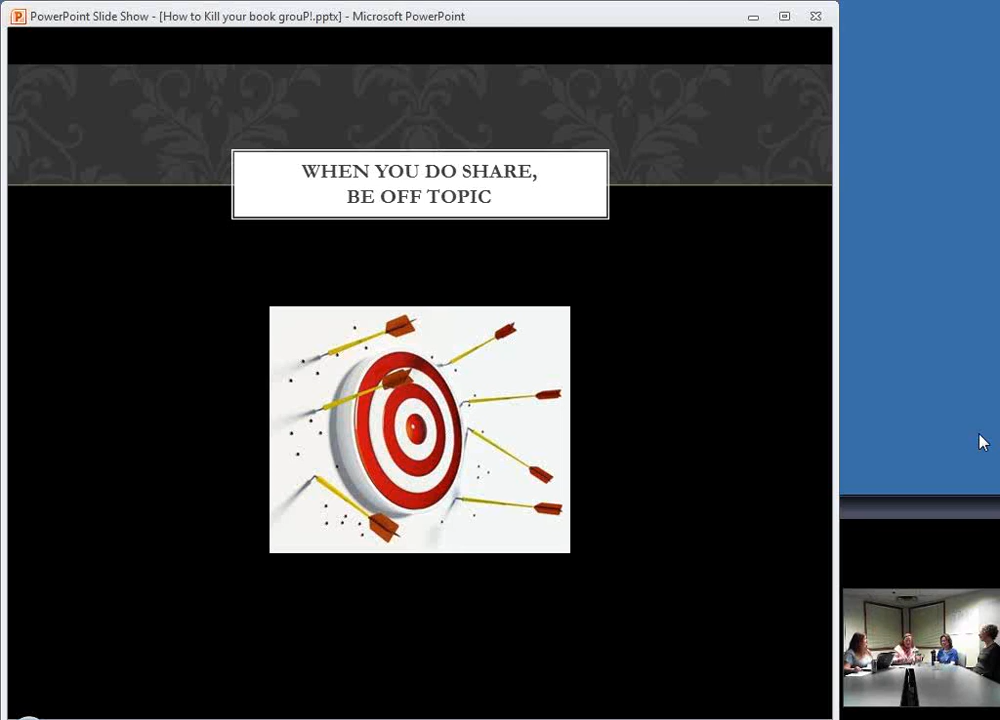 PowerPoint Slide Show - [How to Kill your book grouP!.pptx] - Microsoft PowerPoint
WHEN YOU DO SHARE,
BE OFF TOPIC